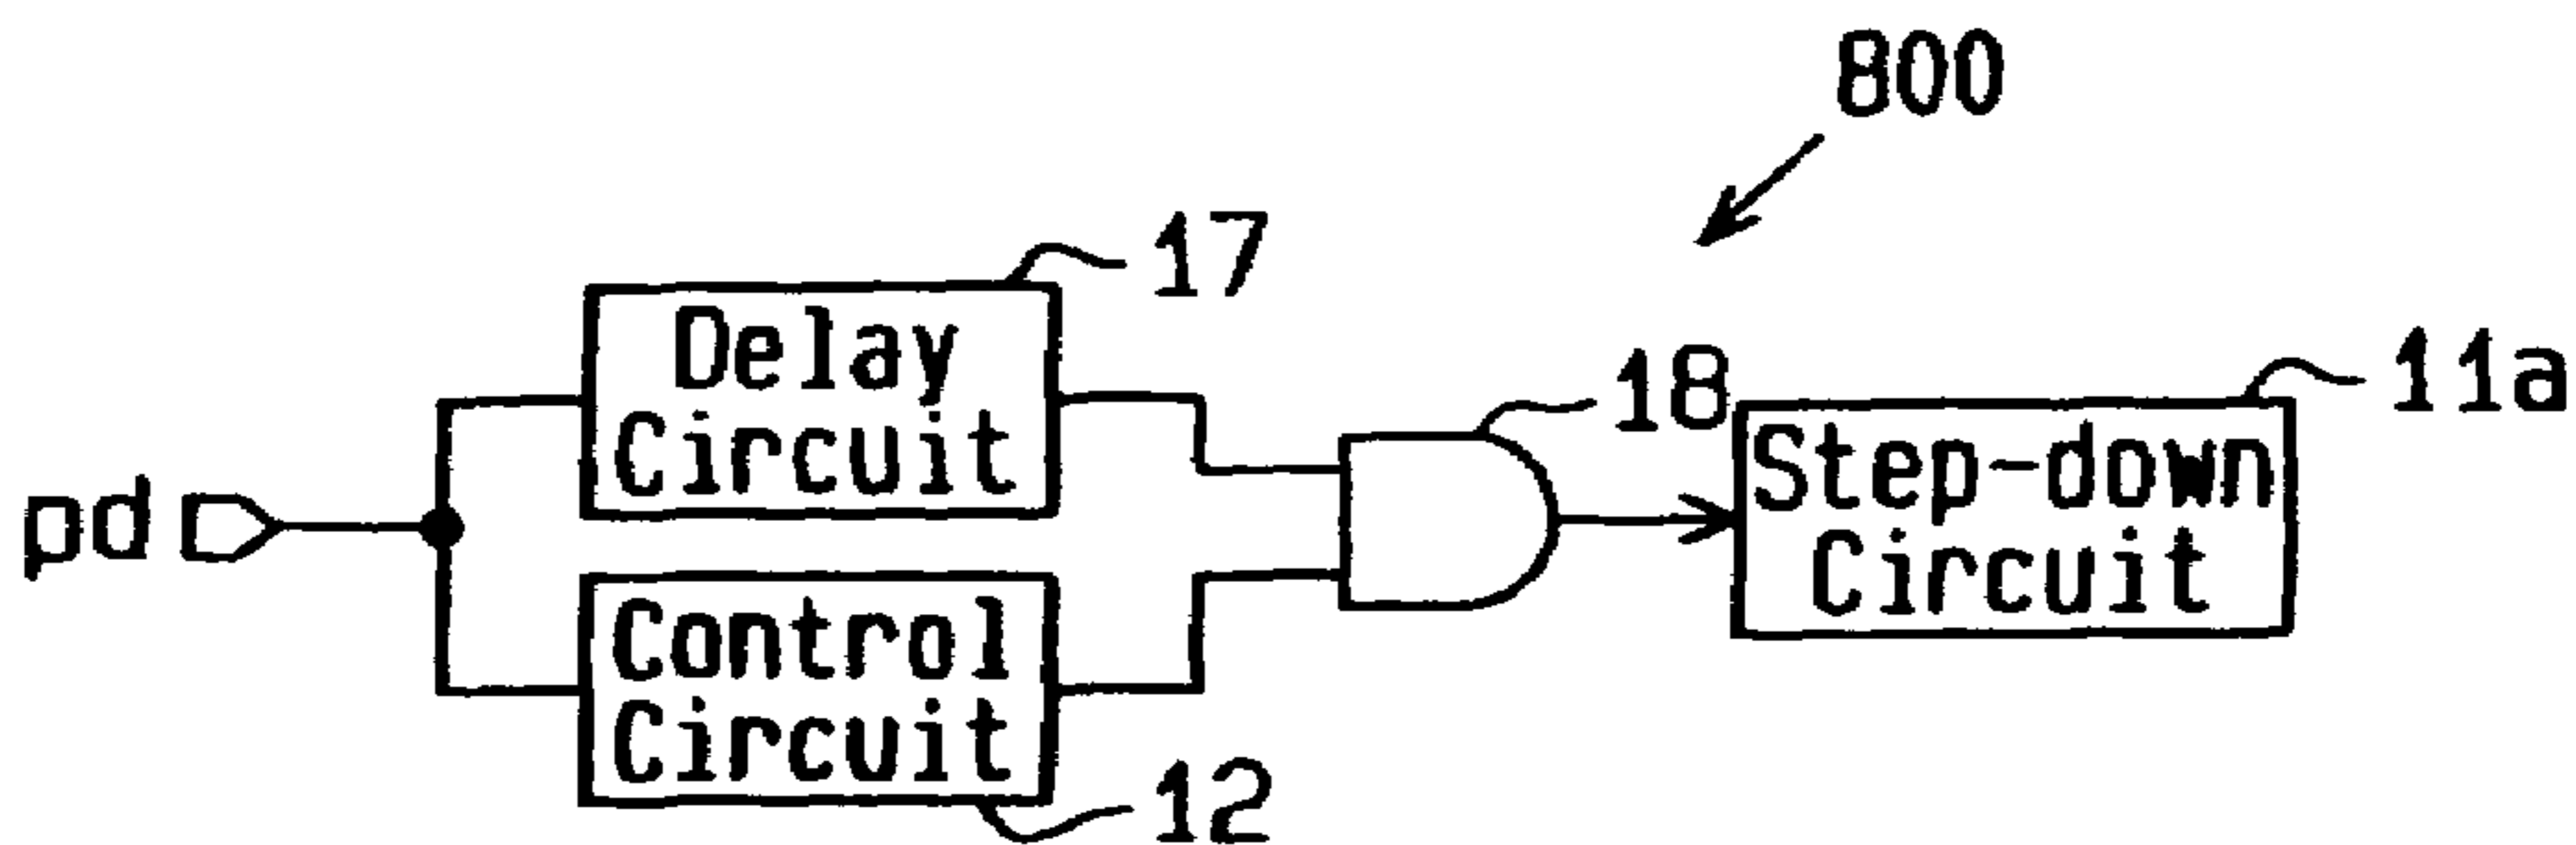 800
17
Delay
Circuit
18
11a
Step-down
Circuit
pd
Control
Circuit
12